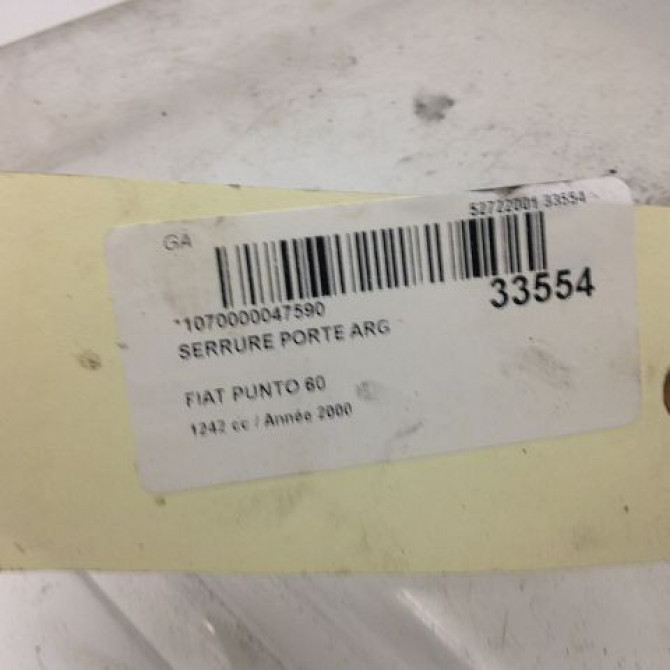 GA
52722001 33554
33554
*1070000047590
SERRURE PORTE ARG
FIAT PUNTO 60
1242 cc / Année 2000